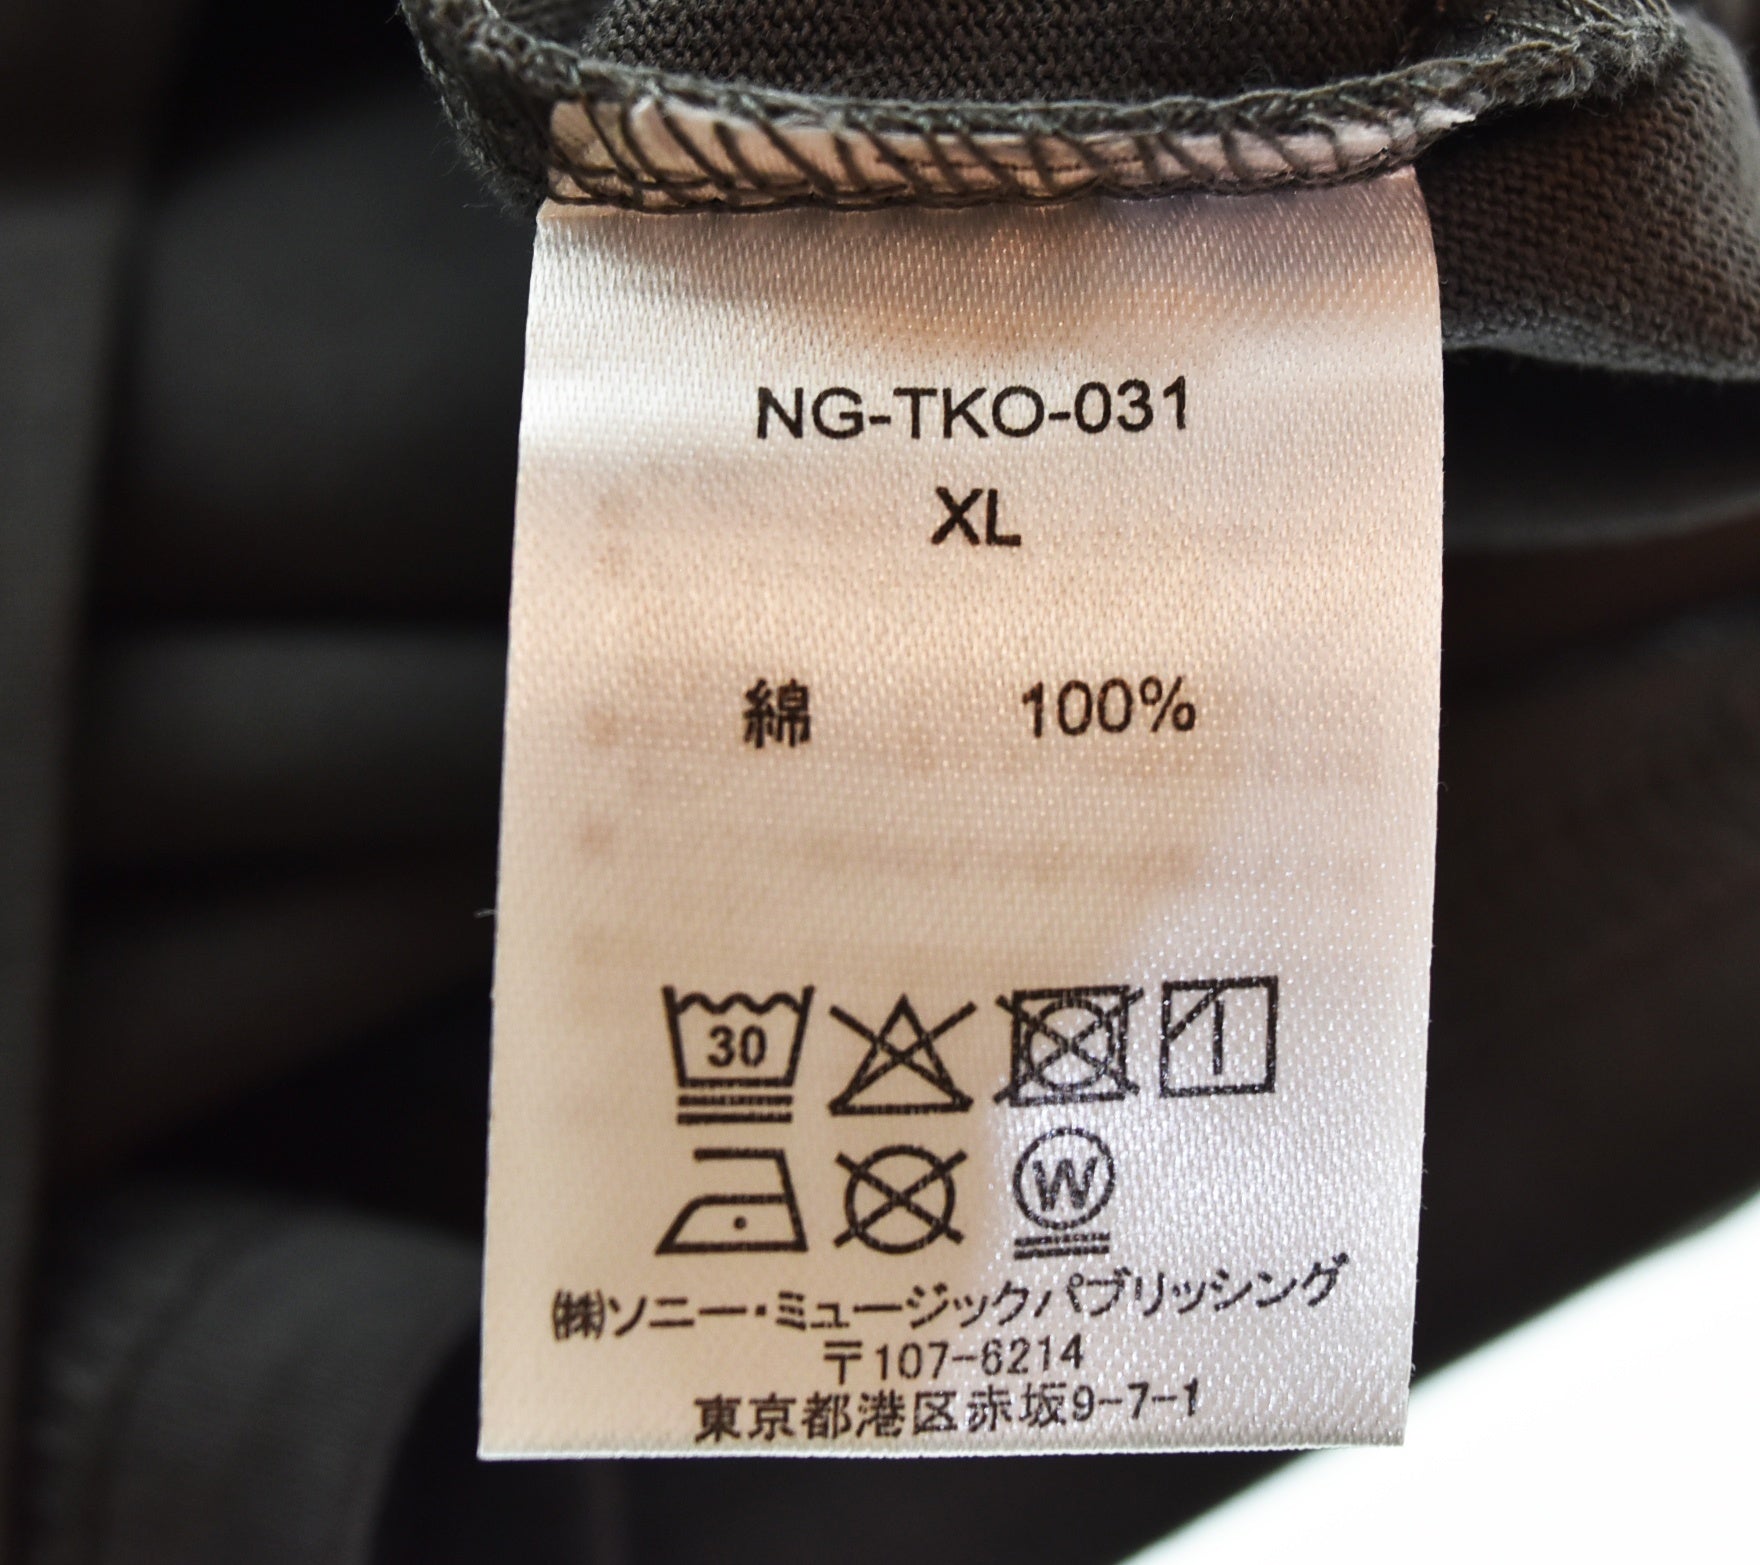 NG-TKO-031
XL
綿 100%
30
W
㈱ソニー・ミュージックパブリッシング
〒107-6214
東京都港区赤坂9-7-1